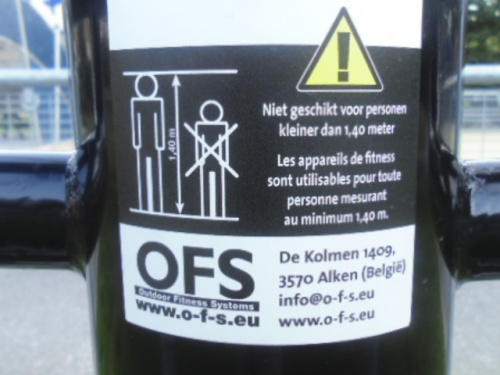 1,40 m
Niet geschikt voor personen
kleiner dan 1,40 meter
Les appareils de fitness
sont utilisables pour toute
personne mesurant
au minimum 1,40 m.
OFS
Outdoor Fitness Systems
www.o-f-s.eu
De Kolmen 1409,
3570 Alken (België)
info@o-f-s.eu
www.o-f-s.eu